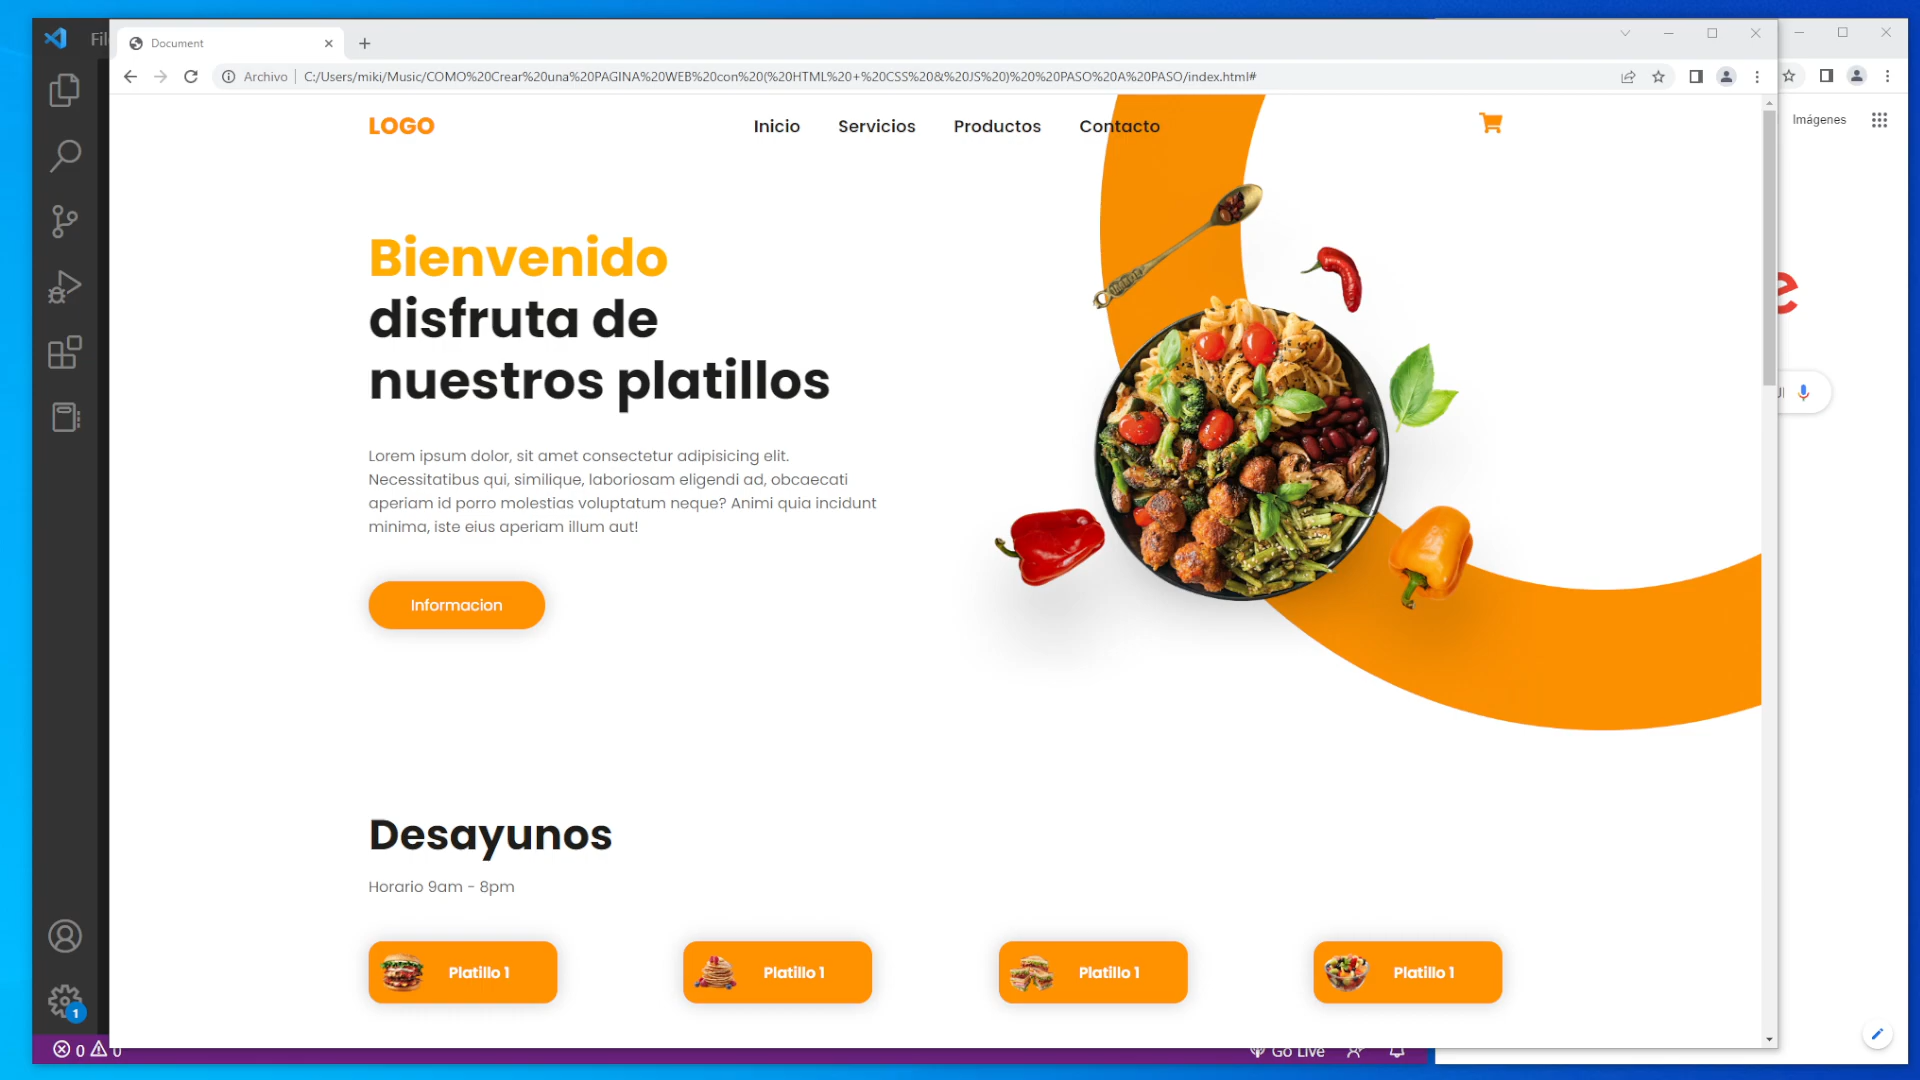 Document
Archivo
C:/Users/miki/Music/COMO%20Crear%20una%20PAGINA%20WEB%20con%20(%20HTML%20+%20CSS%20&%20JS%20)%20%20PASO%20A%20PASO/index.html#
LOGO
Inicio
Servicios
Productos
Contacto
Imágenes
Bienvenido
disfruta de
nuestros platillos
Lorem ipsum dolor, sit amet consectetur adipisicing elit.
Necessitatibus qui, similique, laboriosam eligendi ad, obcaecati
aperiam id porro molestias voluptatum neque? Animi quia incidunt
minima, iste eius aperiam illum aut!
Informacion
Desayunos
Horario 9am - 8pm
Platillo 1
Platillo 1
Platillo 1
Platillo 1
1
0
0
Go Live